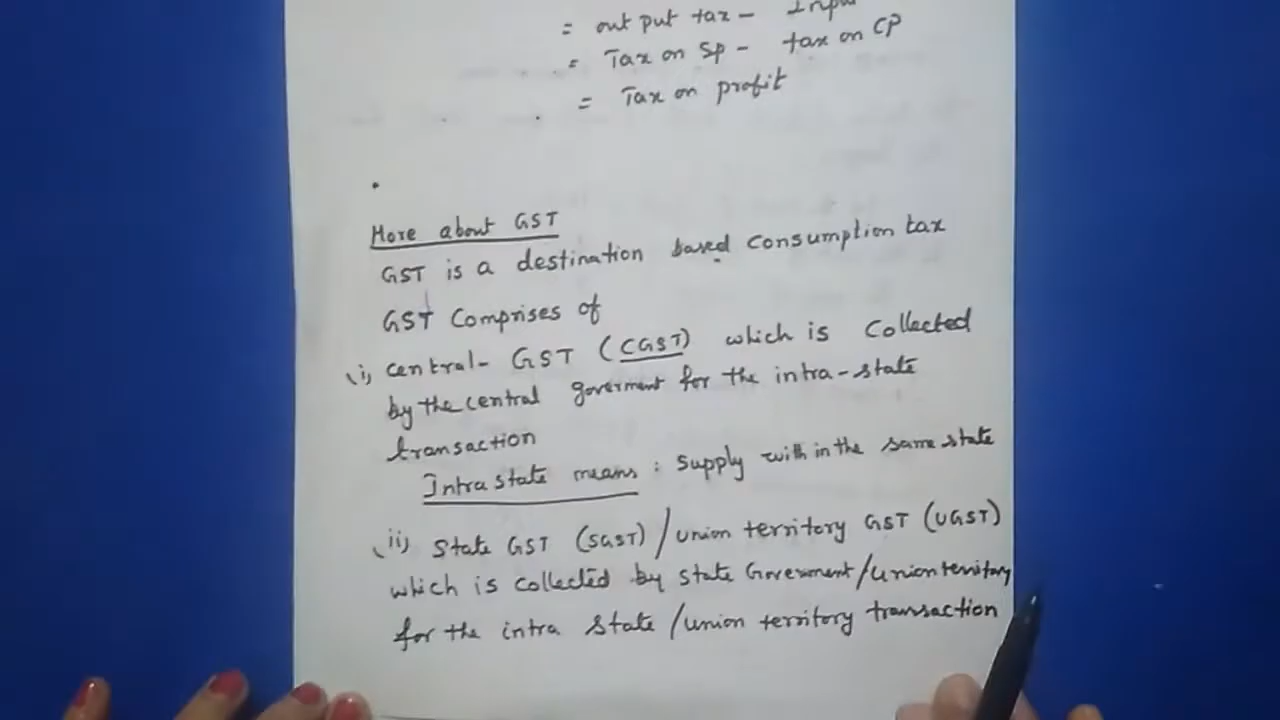 = out put tax -
= Tax on SP - tax on CP
= Tax on profit
More about GST
GST is a destination based consumption tax
GST comprises of
(i) central - GST (CGST) which is collected
by the central goverment for the intra-state
transaction
Intra state means : supply with in the same state
(ii) State GST (SGST) / union territory GST (UGST)
which is collected by state Government / union territory
for the intra state / union territory transaction